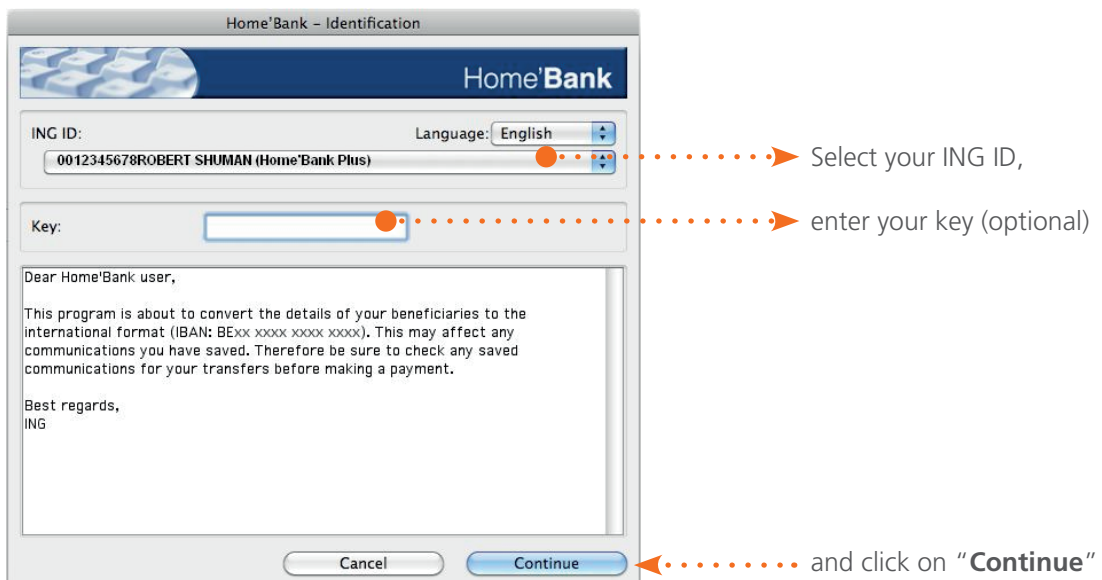 Home'Bank – Identification
Home'Bank
ING ID:
Language: English
0012345678ROBERT SHUMAN (Home'Bank Plus)
Select your ING ID,
Key:
enter your key (optional)
Dear Home'Bank user,
This program is about to convert the details of your beneficiaries to the
international format (IBAN: BExx xxxx xxxx xxxx). This may affect any
communications you have saved. Therefore be sure to check any saved
communications for your transfers before making a payment.
Best regards,
ING
Cancel
Continue
and click on “Continue”